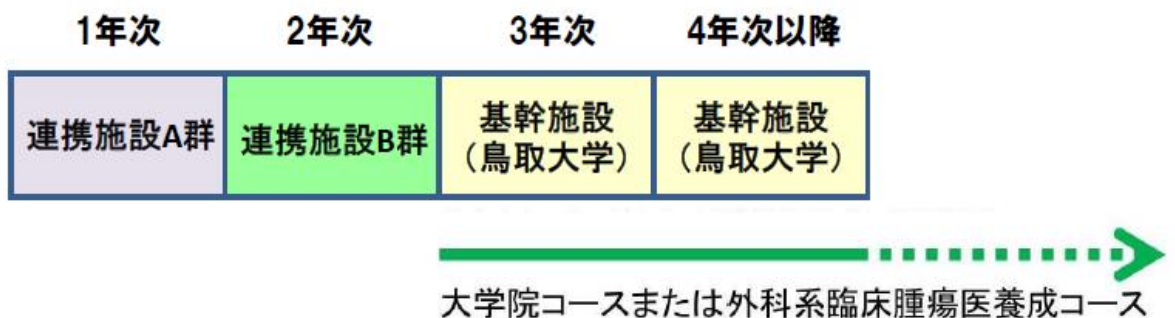 1年次 2年次 3年次 4年次以降
連携施設A群 連携施設B群 基幹施設 基幹施設
(鳥取大学) (鳥取大学)
大学院コースまたは外科系臨床腫瘍医養成コース